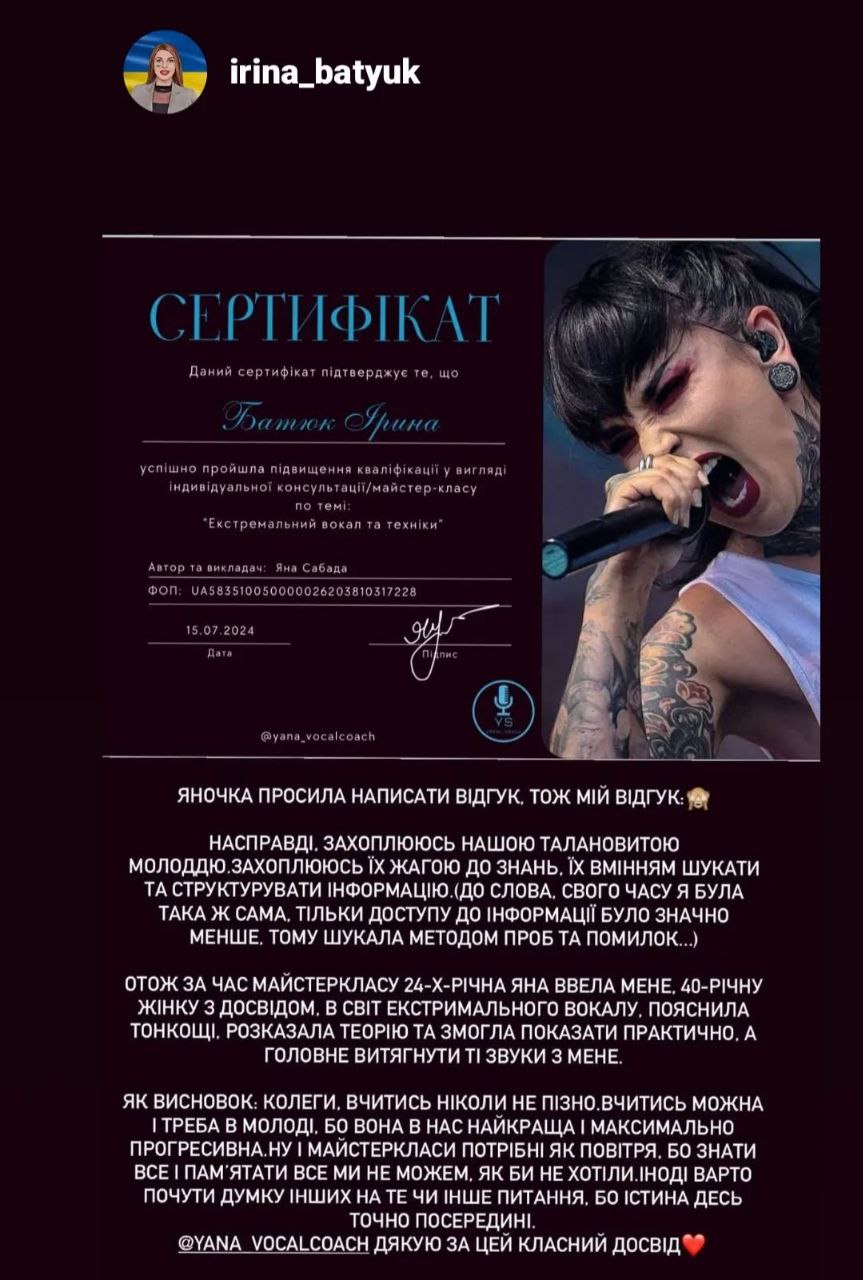 irina_batyuk
СЕРТИФІКАТ
Даний сертифікат підтверджує те, що
Батюк Ірина
успішно пройшла підвищення кваліфікації у вигляді
індивідуальної консультації/майстер-класу
по темі:
"Екстремальний вокал та техніки"
Автор та викладач: Яна Сабада
ФОП: UA583510050000026203810317228
15.07.2024
Дата
Підпис
YS
@yana_vocalcoach
ЯНОЧКА ПРОСИЛА НАПИСАТИ ВІДГУК, ТОЖ МІЙ ВІДГУК:🙈
НАСПРАВДІ, ЗАХОПЛЮЮСЬ НАШОЮ ТАЛАНОВИТОЮ
МОЛОДДЮ.ЗАХОПЛЮЮСЬ ЇХ ЖАГОЮ ДО ЗНАНЬ, ЇХ ВМІННЯМ ШУКАТИ
ТА СТРУКТУРУВАТИ ІНФОРМАЦІЮ.(ДО СЛОВА, СВОГО ЧАСУ Я БУЛА
ТАКА Ж САМА, ТІЛЬКИ ДОСТУПУ ДО ІНФОРМАЦІЇ БУЛО ЗНАЧНО
МЕНШЕ, ТОМУ ШУКАЛА МЕТОДОМ ПРОБ ТА ПОМИЛОК...)
ОТОЖ ЗА ЧАС МАЙСТЕРКЛАСУ 24-Х-РІЧНА ЯНА ВВЕЛА МЕНЕ, 40-РІЧНУ
ЖІНКУ З ДОСВІДОМ, В СВІТ ЕКСТРИМАЛЬНОГО ВОКАЛУ, ПОЯСНИЛА
ТОНКОЩІ, РОЗКАЗАЛА ТЕОРІЮ ТА ЗМОГЛА ПОКАЗАТИ ПРАКТИЧНО, А
ГОЛОВНЕ ВИТЯГНУТИ ТІ ЗВУКИ З МЕНЕ.
ЯК ВИСНОВОК: КОЛЕГИ, ВЧИТИСЬ НІКОЛИ НЕ ПІЗНО.ВЧИТИСЬ МОЖНА
І ТРЕБА В МОЛОДІ, БО ВОНА В НАС НАЙКРАЩА І МАКСИМАЛЬНО
ПРОГРЕСИВНА.НУ І МАЙСТЕРКЛАСИ ПОТРІБНІ ЯК ПОВІТРЯ, БО ЗНАТИ
ВСЕ І ПАМ'ЯТАТИ ВСЕ МИ НЕ МОЖЕМ, ЯК БИ НЕ ХОТІЛИ.ІНОДІ ВАРТО
ПОЧУТИ ДУМКУ ІНШИХ НА ТЕ ЧИ ІНШЕ ПИТАННЯ, БО ІСТИНА ДЕСЬ
ТОЧНО ПОСЕРЕДИНІ.
@YANA_VOCALCOACH ДЯКУЮ ЗА ЦЕЙ КЛАСНИЙ ДОСВІД❤️